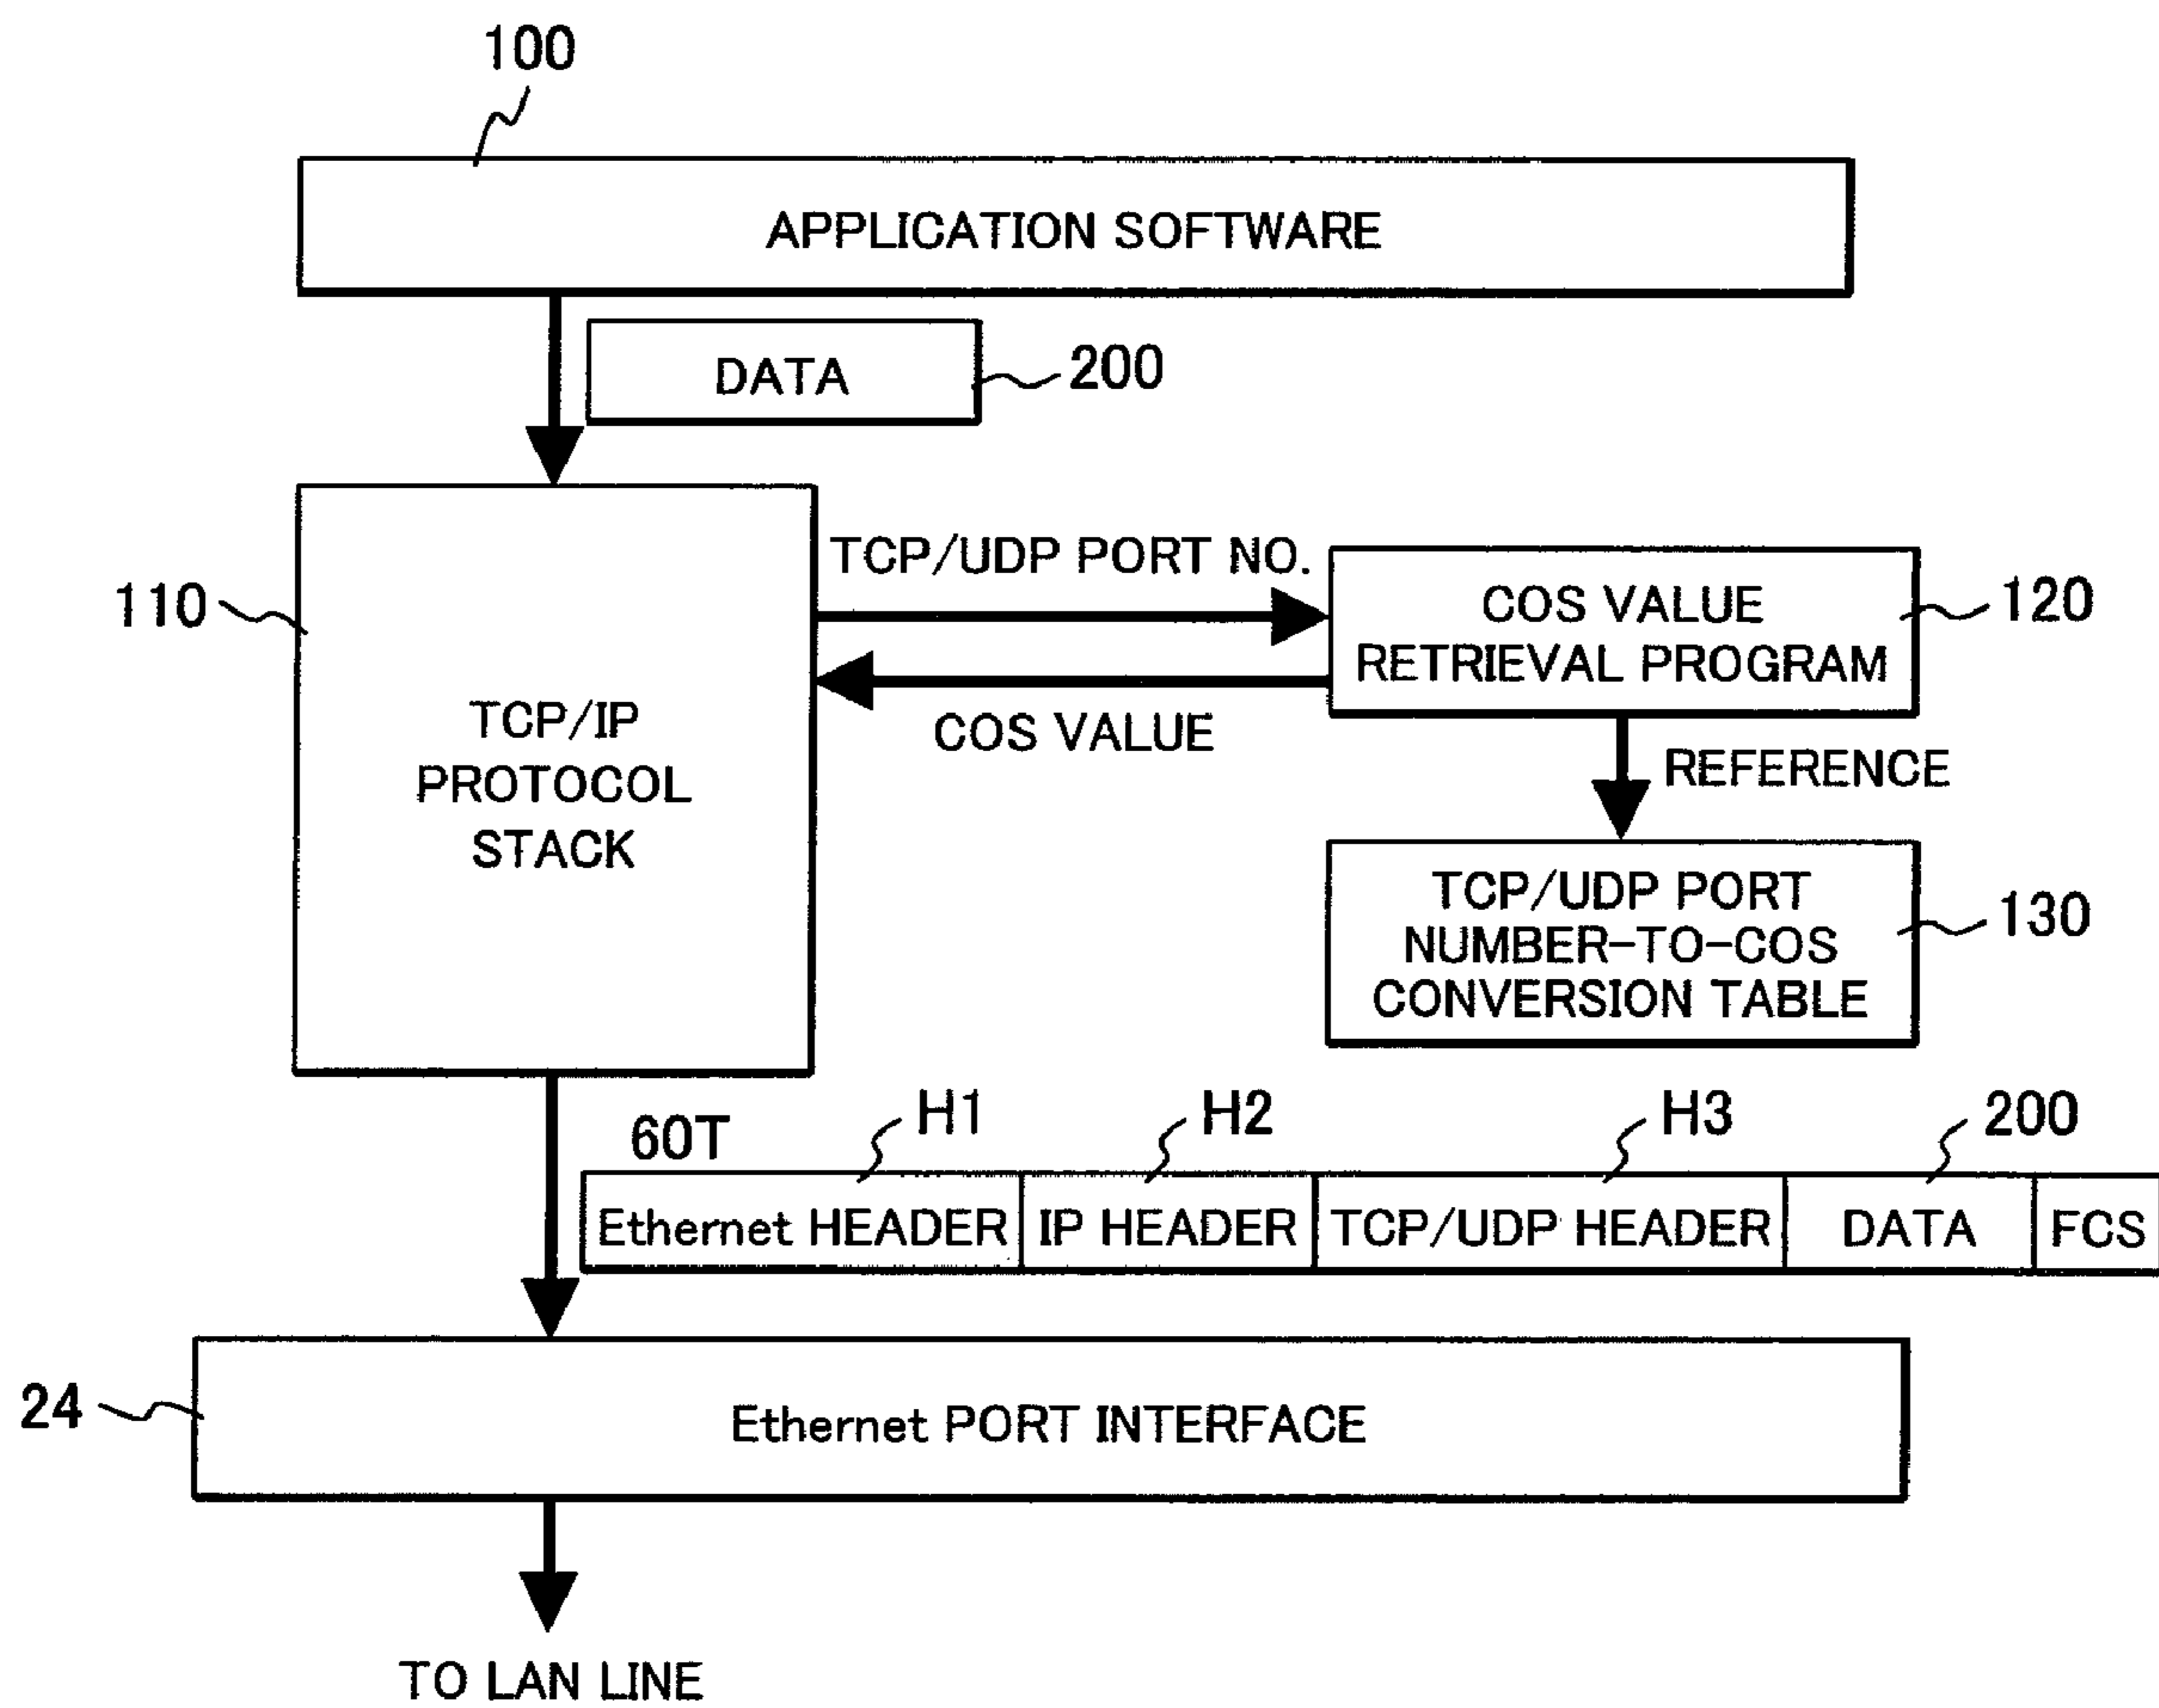 100
APPLICATION SOFTWARE
DATA
200
110
TCP/IP
PROTOCOL
STACK
TCP/UDP PORT NO.
COS VALUE
COS VALUE
RETRIEVAL PROGRAM
120
REFERENCE
TCP/UDP PORT
NUMBER-TO-COS
CONVERSION TABLE
130
60T
H1
H2
H3
200
Ethernet HEADER
IP HEADER
TCP/UDP HEADER
DATA
FCS
24
Ethernet PORT INTERFACE
TO LAN LINE